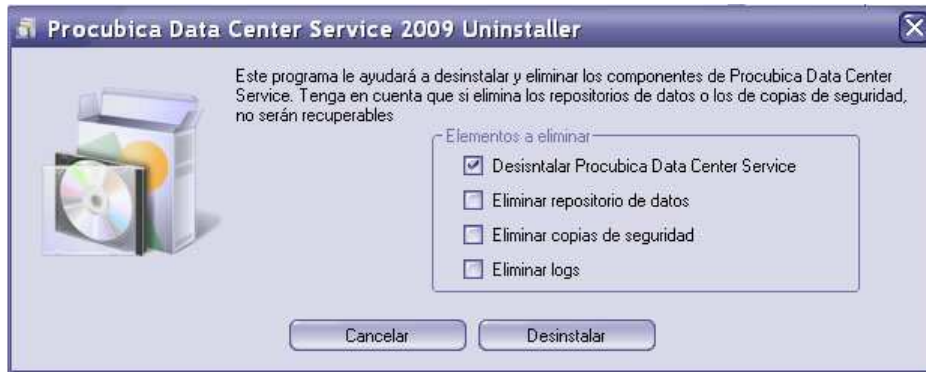 Procubica Data Center Service 2009 Uninstaller
Este programa le ayudará a desinstalar y eliminar los componentes de Procubica Data Center
Service. Tenga en cuenta que si elimina los repositorios de datos o los de copias de seguridad,
no serán recuperables
Elementos a eliminar
Desisntalar Procubica Data Center Service
Eliminar repositorio de datos
Eliminar copias de seguridad
Eliminar logs
Cancelar
Desinstalar